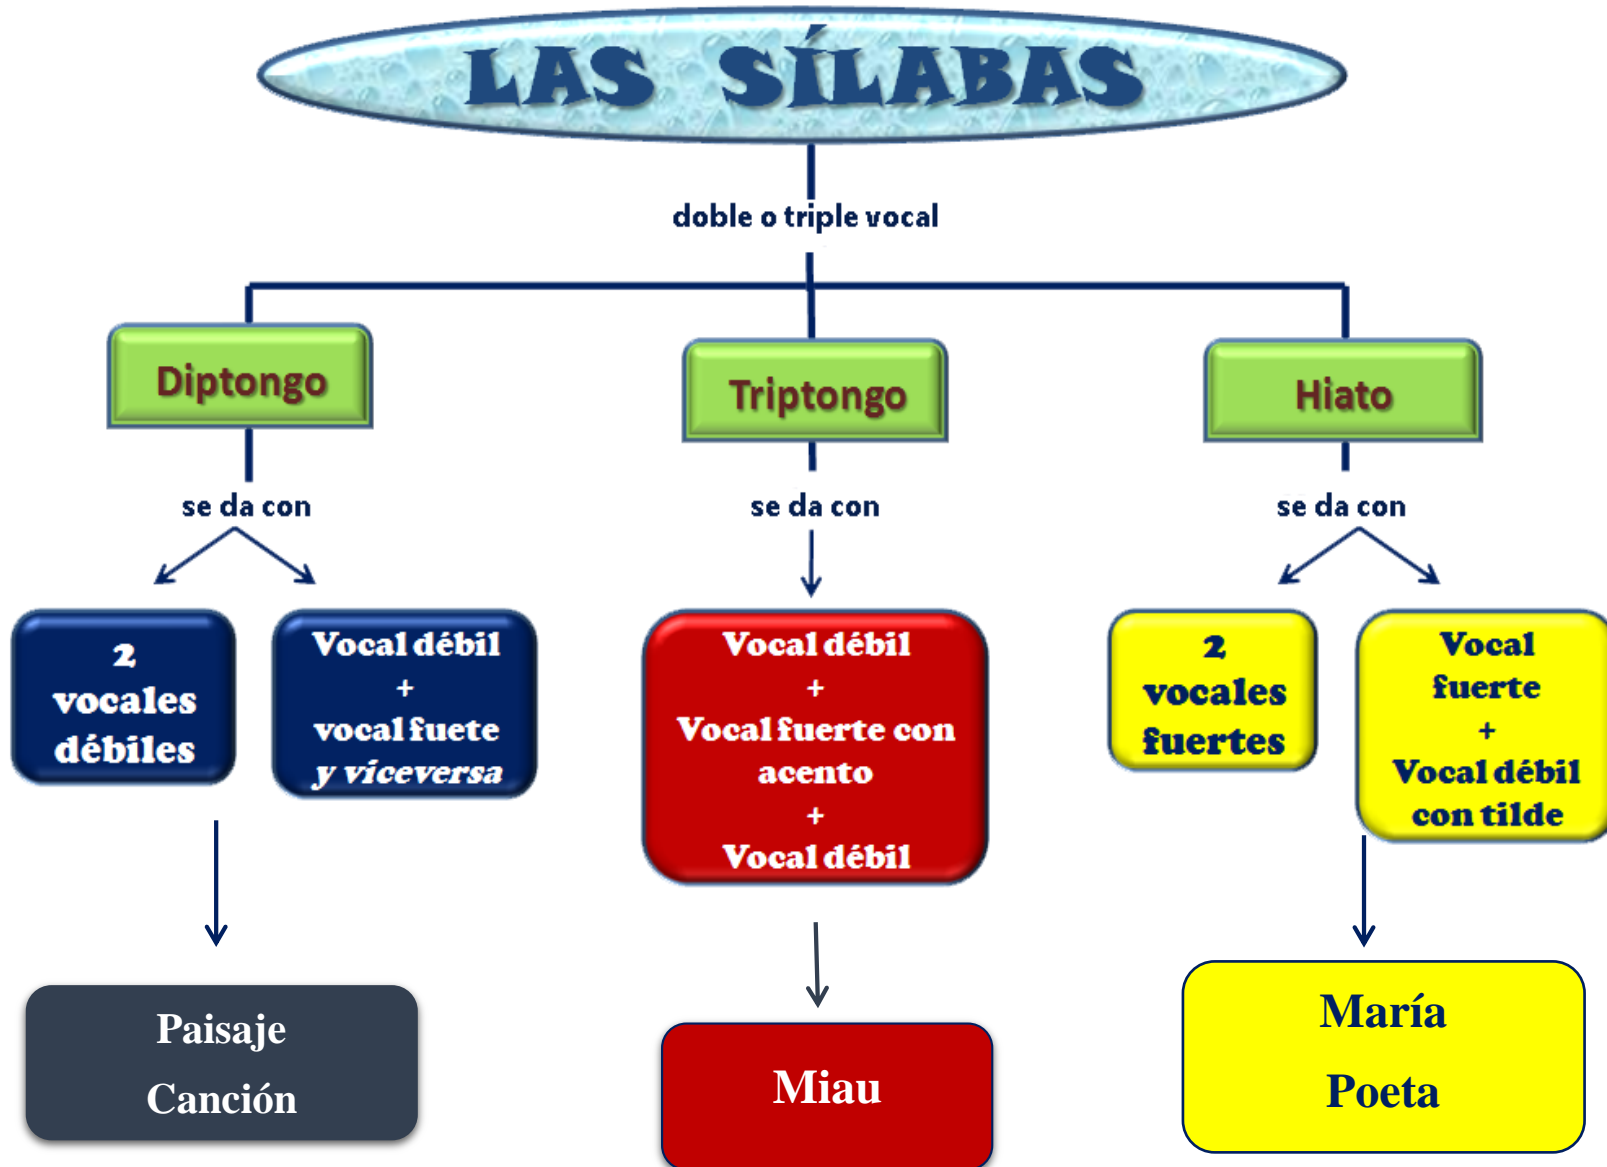 LAS SÍLABAS
doble o triple vocal
Diptongo
Triptongo
Hiato
se da con
se da con
se da con
2
vocales
débiles
Vocal débil
+
vocal fuete
y viceversa
Vocal débil
+
Vocal fuerte con
acento
+
Vocal débil
2
vocales
fuertes
Vocal
fuerte
+
Vocal débil
con tilde
Paisaje
Canción
Miau
María
Poeta